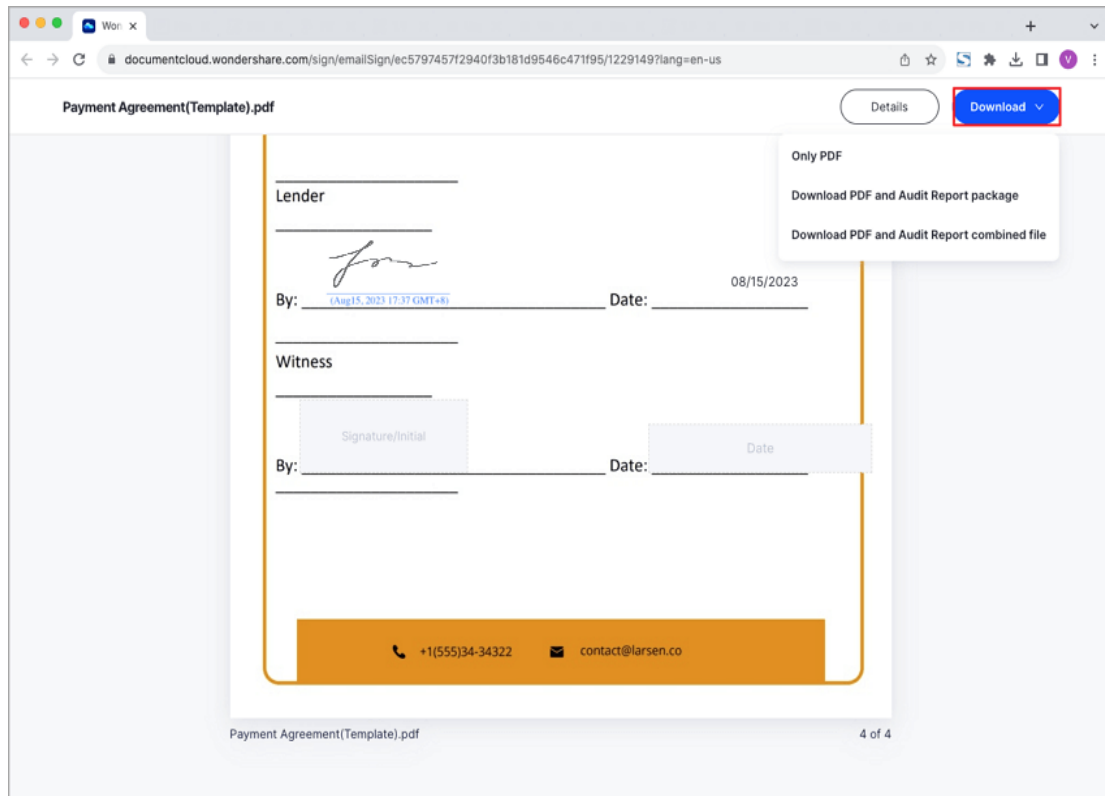 Won
documentcloud.wondershare.com/sign/emailSign/ec5797457f2940f3b181d9546c471f95/1229149?lang=en-us
V
Payment Agreement(Template).pdf
Details
Download
Only PDF
Download PDF and Audit Report package
Download PDF and Audit Report combined file
Lender
08/15/2023
By: (Aug15, 2023 17:37 GMT+8) Date:
Witness
Signature/Initial
Date
By: Date:
+1(555)34-34322 contact@larsen.co
Payment Agreement(Template).pdf 4 of 4